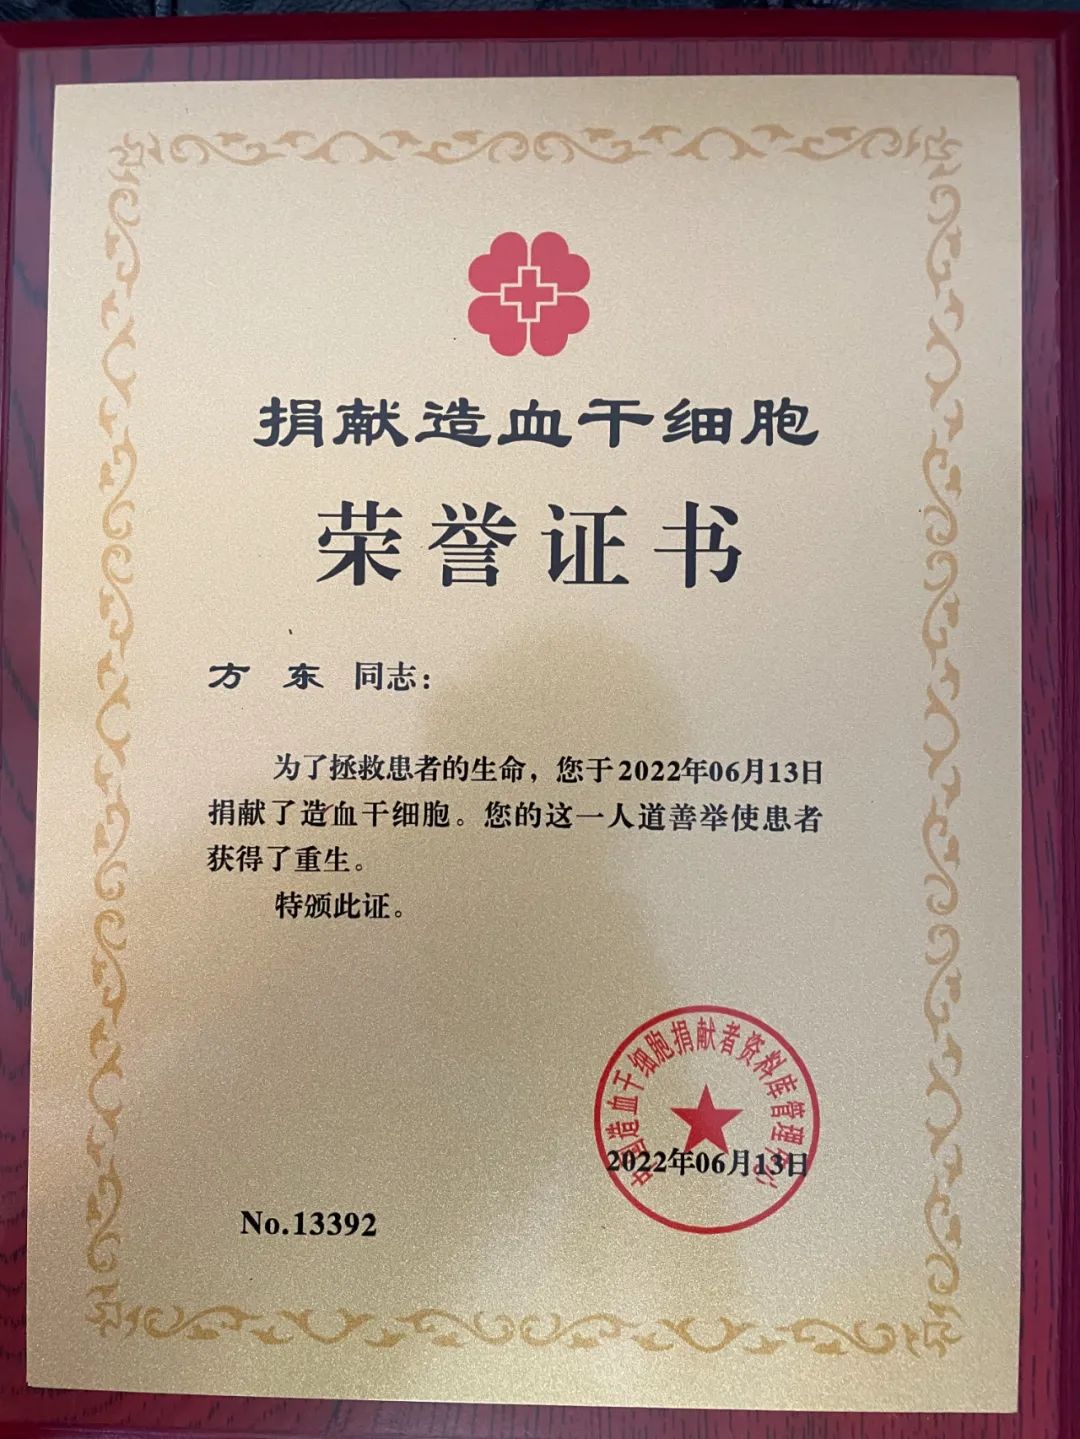 捐献造血干细胞
荣誉证书
方 东 同志：
为了拯救患者的生命，您于2022年06月13日
捐献了造血干细胞。您的这一人道善举使患者
获得了重生。
特颁此证。
中国造血干细胞捐献者资料库管理中心
2022年06月13日
No.13392